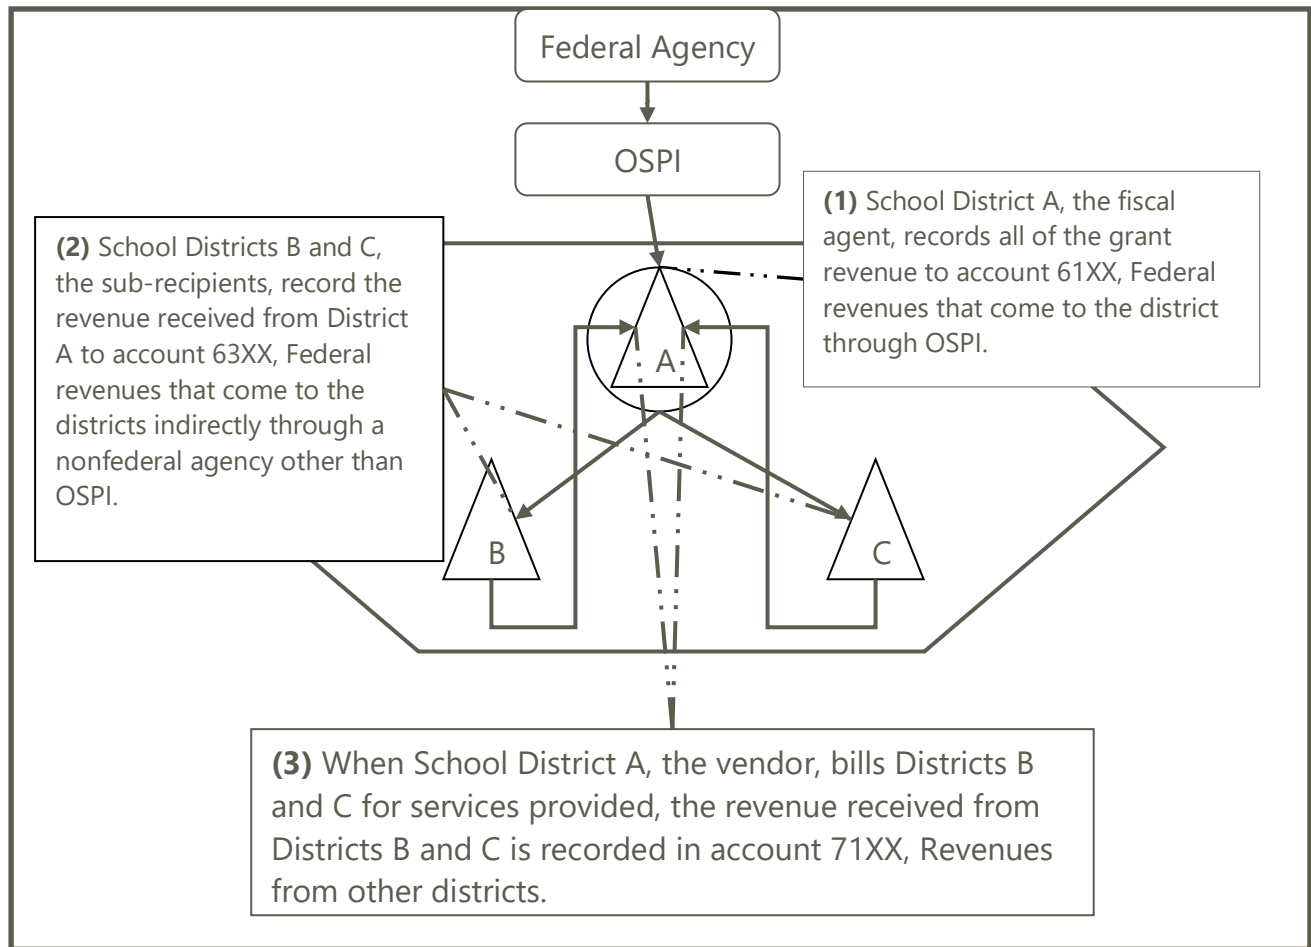 Federal Agency
OSPI
(1) School District A, the fiscal
agent, records all of the grant
revenue to account 61XX, Federal
revenues that come to the district
through OSPI.
(2) School Districts B and C,
the sub-recipients, record the
revenue received from District
A to account 63XX, Federal
revenues that come to the
districts indirectly through a
nonfederal agency other than
OSPI.
A
B
C
(3) When School District A, the vendor, bills Districts B
and C for services provided, the revenue received from
Districts B and C is recorded in account 71XX, Revenues
from other districts.